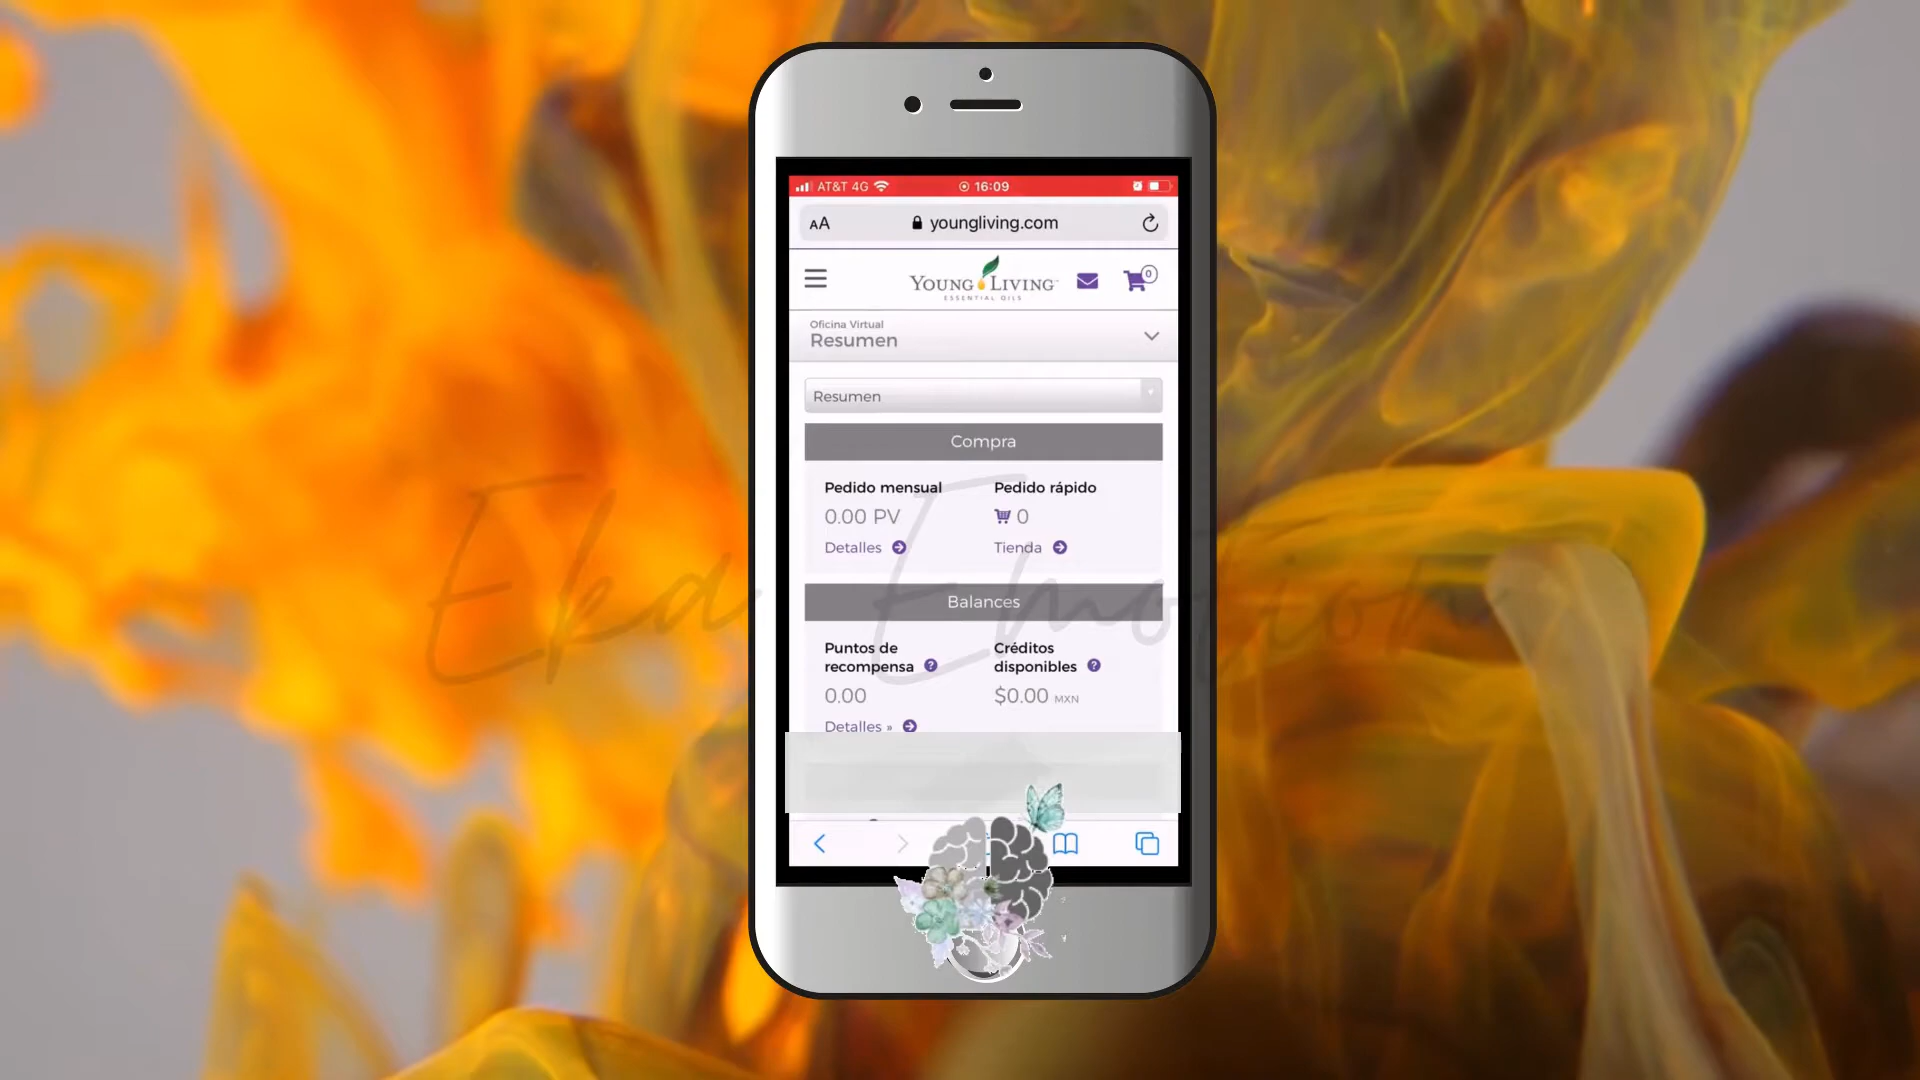 AT&T 4G 16:09
AA youngliving.com
YOUNG LIVING
ESSENTIAL OILS
0
Oficina Virtual
Resumen
Resumen
Compra
Pedido mensual
0.00 PV
Detalles
Pedido rápido
0
Tienda
Balances
Puntos de
recompensa ?
0.00
Detalles »
Créditos
disponibles ?
$0.00 MXN
Eka Emotion